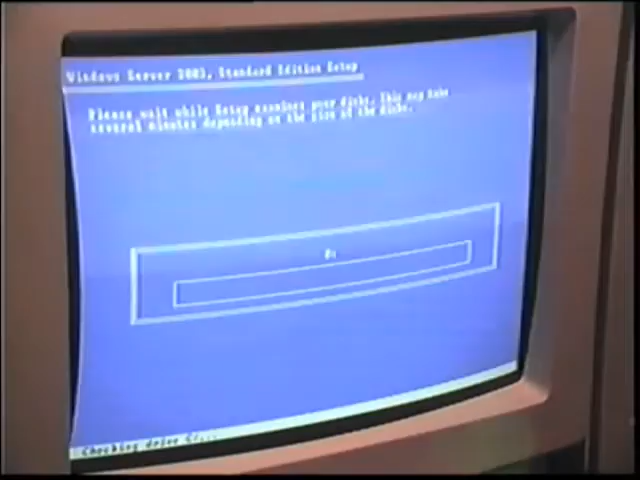 Windows Server 2003, Standard Edition Setup
Please wait while Setup examines your disks. This may take
several minutes depending on the size of the disks.
0%
Checking drive C:...